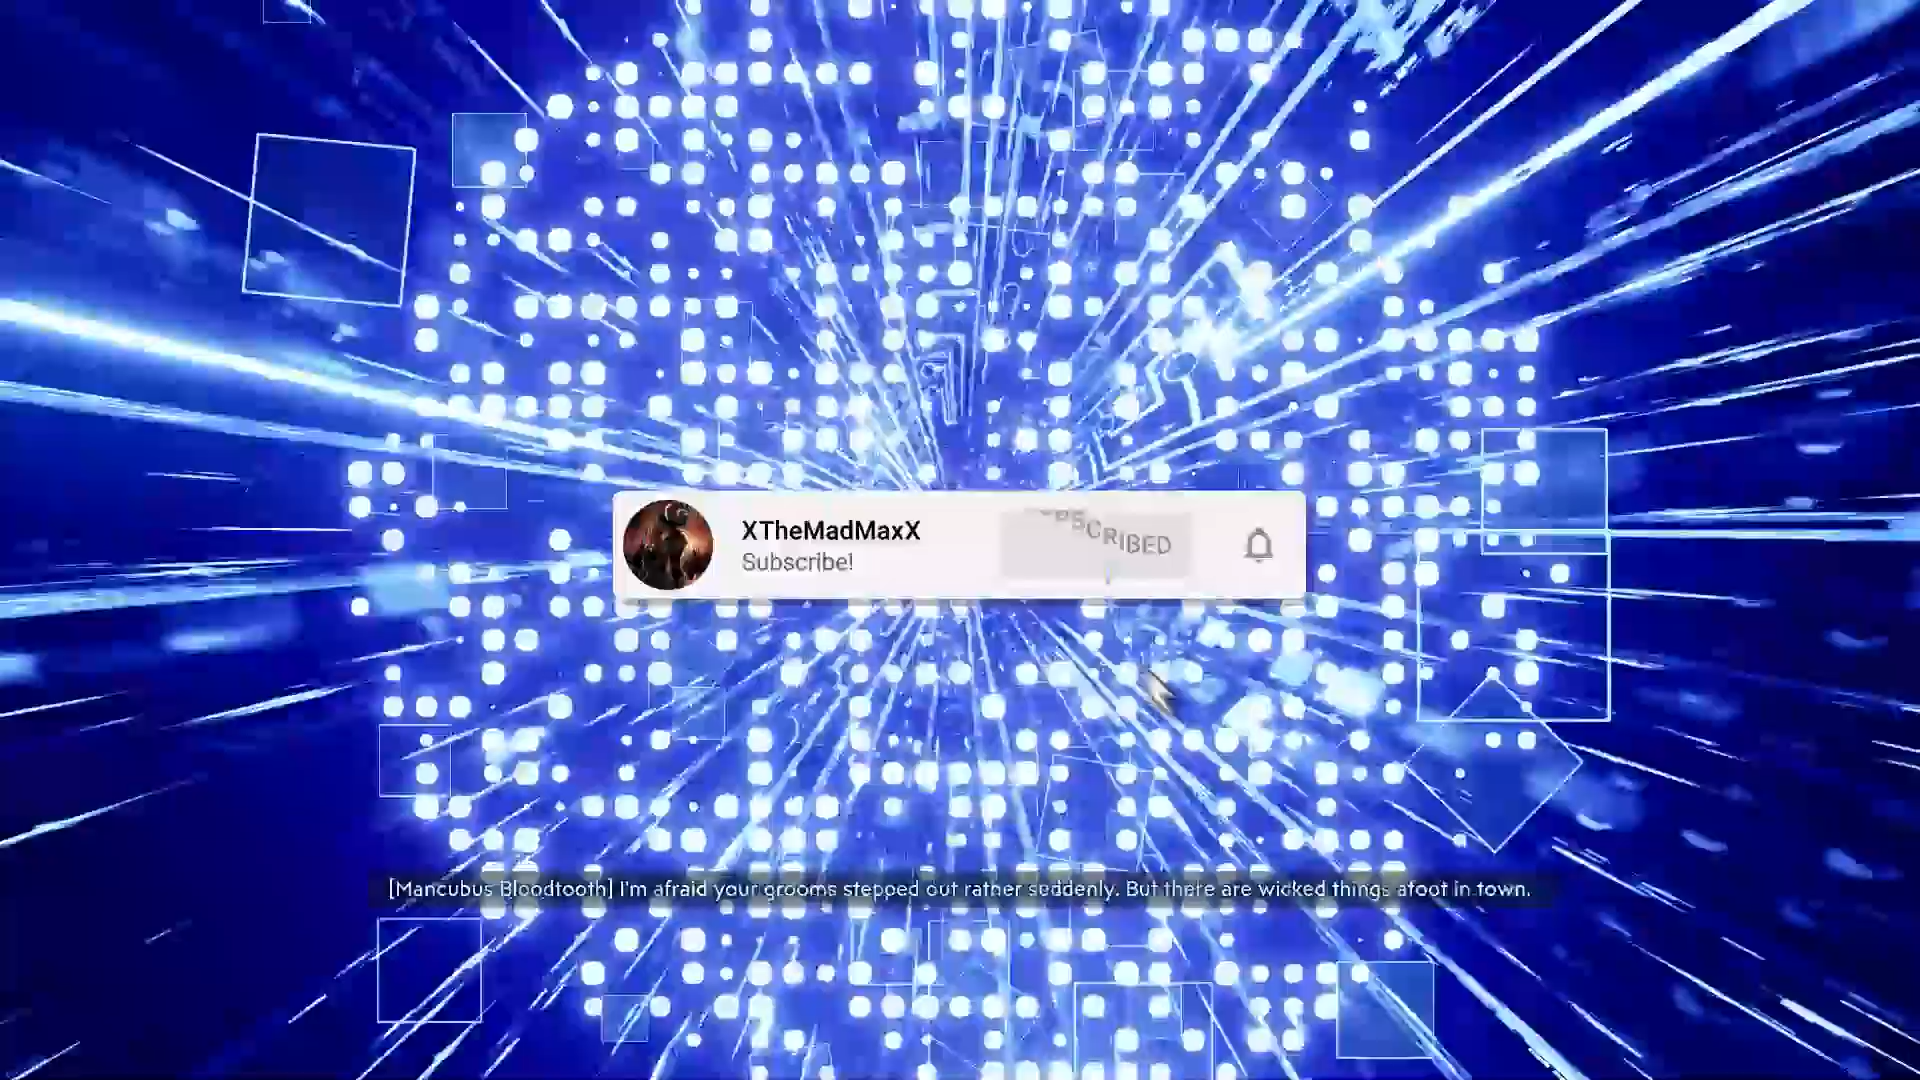 XTheMadMaxX
Subscribe!
[Mancubus Bloodtooth] I'm afraid your grooms stepped out rather suddenly. But there are wicked things afoot in town.